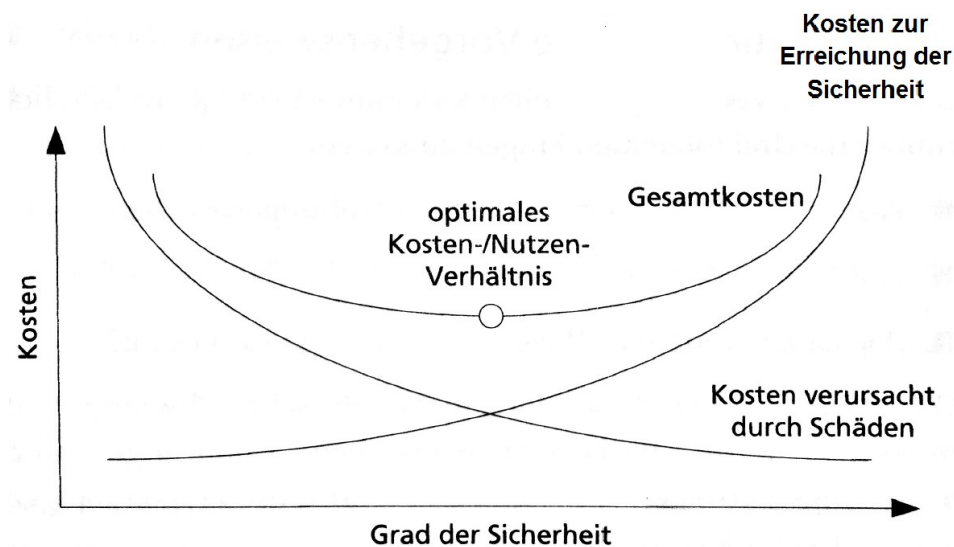 Kosten zur
Erreichung der
Sicherheit
Gesamtkosten
optimales
Kosten-/Nutzen-
Verhältnis
Kosten
Kosten verursacht
durch Schäden
Grad der Sicherheit